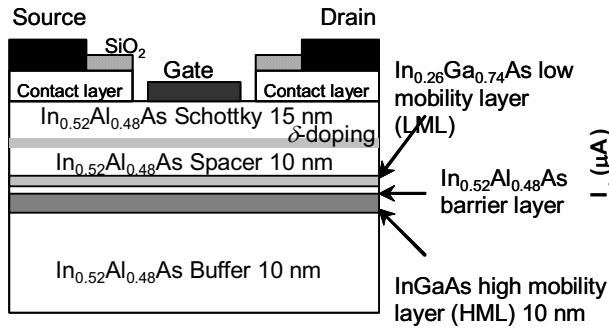 Source
Drain
SiO₂
Gate
Contact layer
Contact layer
In₀.₂₆Ga₀.₇₄As low
mobility layer
(LML)
In₀.₅₂Al₀.₄₈As Schottky 15 nm
δ-doping
In₀.₅₂Al₀.₄₈As Spacer 10 nm
In₀.₅₂Al₀.₄₈As
barrier layer
In₀.₅₂Al₀.₄₈As Buffer 10 nm
InGaAs high mobility
layer (HML) 10 nm
(μA)